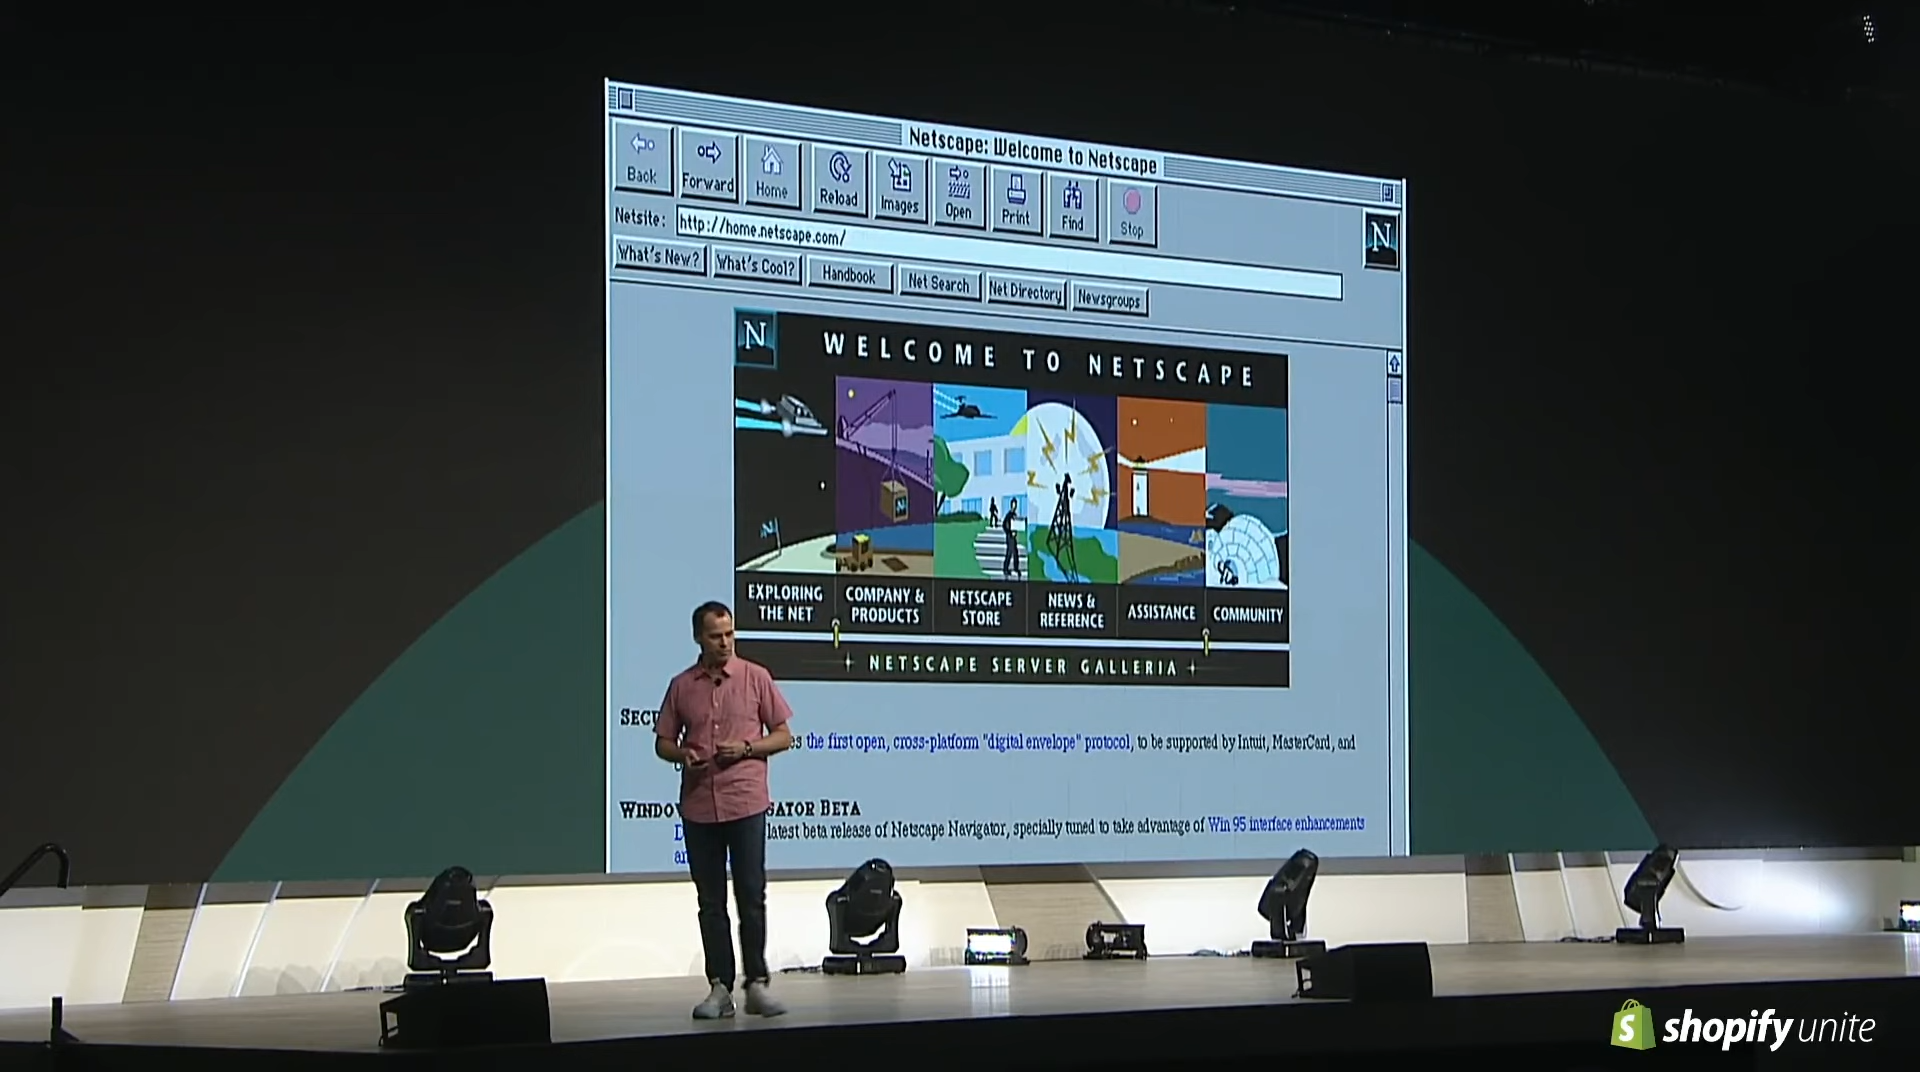 Netscape: Welcome to Netscape
Back
Forward
Home
Reload
Images
Open
Print
Find
Stop
Netsite: http://home.netscape.com/
N
What's New?
What's Cool?
Handbook
Net Search
Net Directory
Newsgroups
N
WELCOME TO NETSCAPE
N
N
EXPLORING THE NET
COMPANY & PRODUCTS
NETSCAPE STORE
NEWS & REFERENCE
ASSISTANCE
COMMUNITY
NETSCAPE SERVER GALLERIA
the first open, cross-platform "digital envelope" protocol, to be supported by Intuit, MasterCard, and
BETA
latest beta release of Netscape Navigator, specially tuned to take advantage of Win 95 interface enhancements
S shopify unite